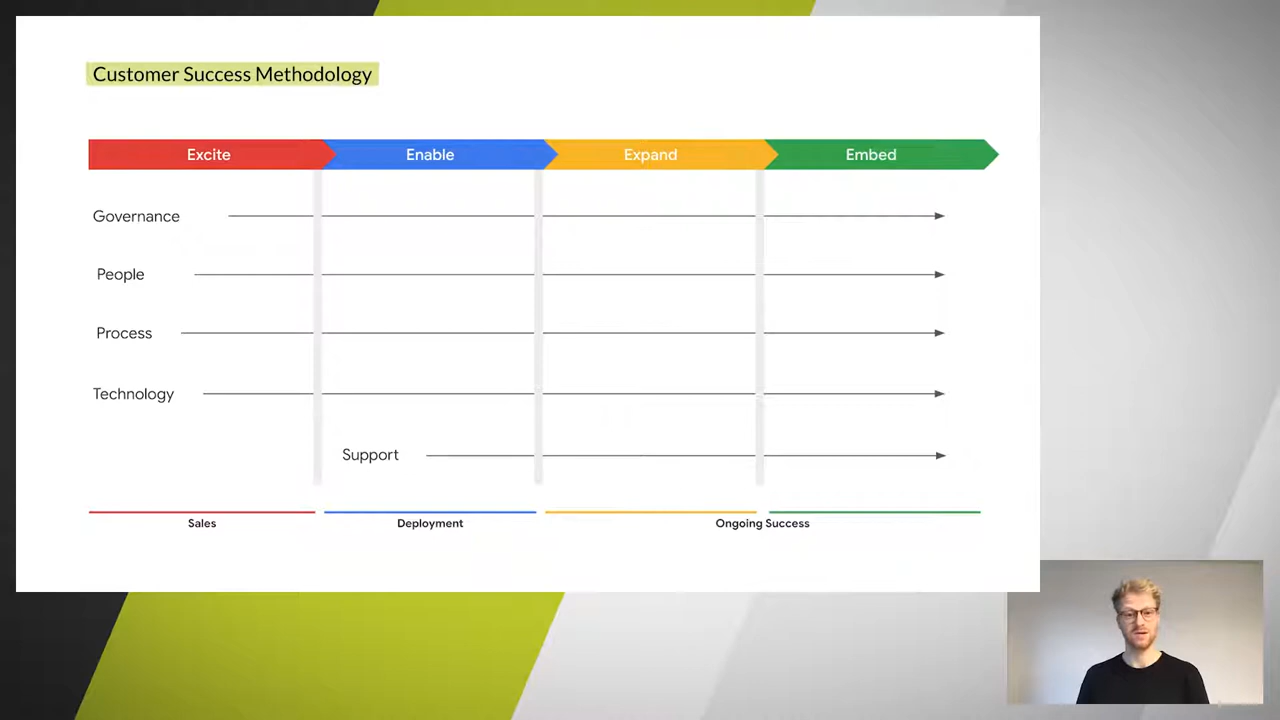 Customer Success Methodology
Excite Enable Expand Embed
Governance
People
Process
Technology
Support
Sales Deployment Ongoing Success